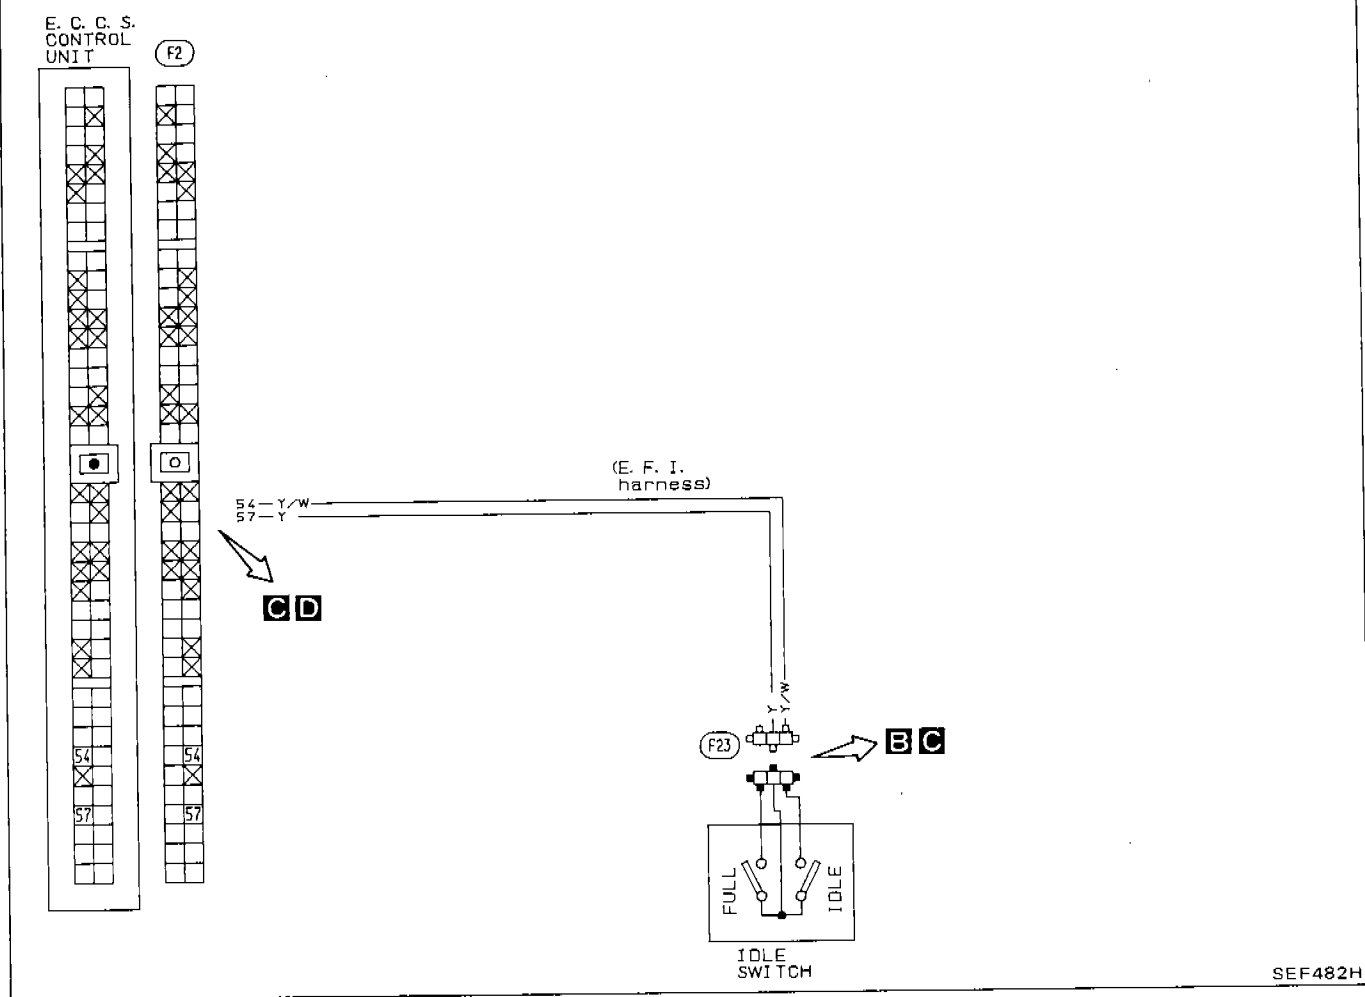 E. C. C. S.
CONTROL
UNIT
F2
(E. F. I.
harness)
54 Y/W
57 Y
C D
Y
Y/W
F23
B C
54
54
57
57
FULL
IDLE
IDLE
SWITCH
SEF482H